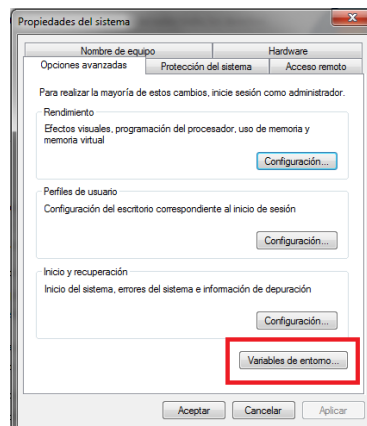 Propiedades del sistema
Nombre de equipo Hardware
Opciones avanzadas Protección del sistema Acceso remoto
Para realizar la mayoría de estos cambios, inicie sesión como administrador.
Rendimiento
Efectos visuales, programación del procesador, uso de memoria y
memoria virtual
Configuración...
Perfiles de usuario
Configuración del escritorio correspondiente al inicio de sesión
Configuración...
Inicio y recuperación
Inicio del sistema, errores del sistema e información de depuración
Configuración...
Variables de entorno...
Aceptar Cancelar Aplicar